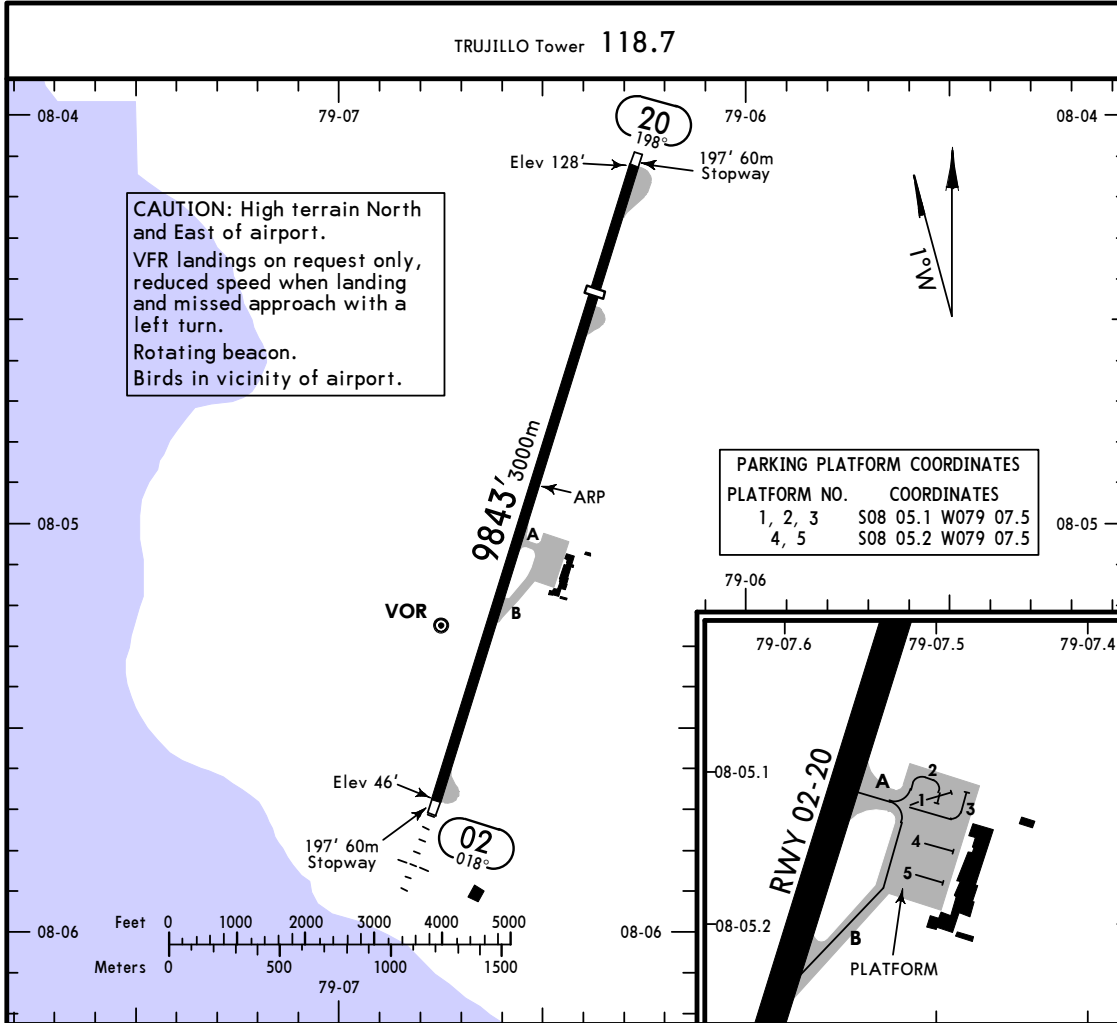 TRUJILLO Tower 118.7
08-04
79-07
79-06
08-04
20
198°
Elev 128'
197' 60m
Stopway
CAUTION: High terrain North
and East of airport.
VFR landings on request only,
reduced speed when landing
and missed approach with a
left turn.
Rotating beacon.
Birds in vicinity of airport.
1°W
9843' 3000m
ARP
PARKING PLATFORM COORDINATES
PLATFORM NO. COORDINATES
1, 2, 3 S08 05.1 W079 07.5
4, 5 S08 05.2 W079 07.5
08-05
08-05
A
B
VOR
79-06
Elev 46'
197' 60m
Stopway
02
018°
Feet 0 1000 2000 3000 4000 5000
Meters 0 500 1000 1500
79-07
08-06
08-06
79-07.6 79-07.5 79-07.4
RWY 02-20
08-05.1
A
2
1
3
4
5
08-05.2
B
PLATFORM